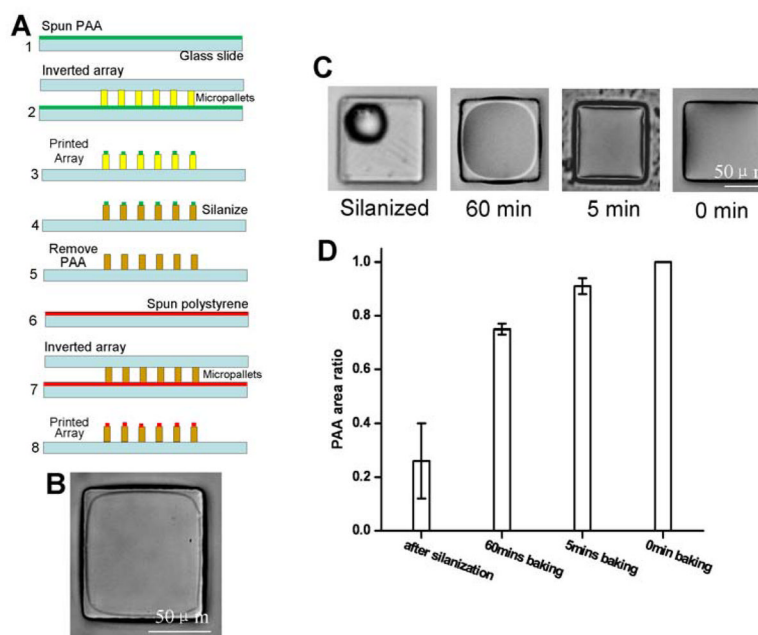 A
Spun PAA
1
Glass slide
Inverted array
Micropallets
2
Printed
Array
3
Silanize
4
Remove
PAA
5
Spun polystyrene
6
Inverted array
Micropallets
7
Printed
Array
8
B
50 μ m
C
Silanized
60 min
5 min
0 min
50 μ m
D
PAA area ratio
1.0
0.8
0.6
0.4
0.2
0.0
after silanization
60mins baking
5mins baking
0min baking